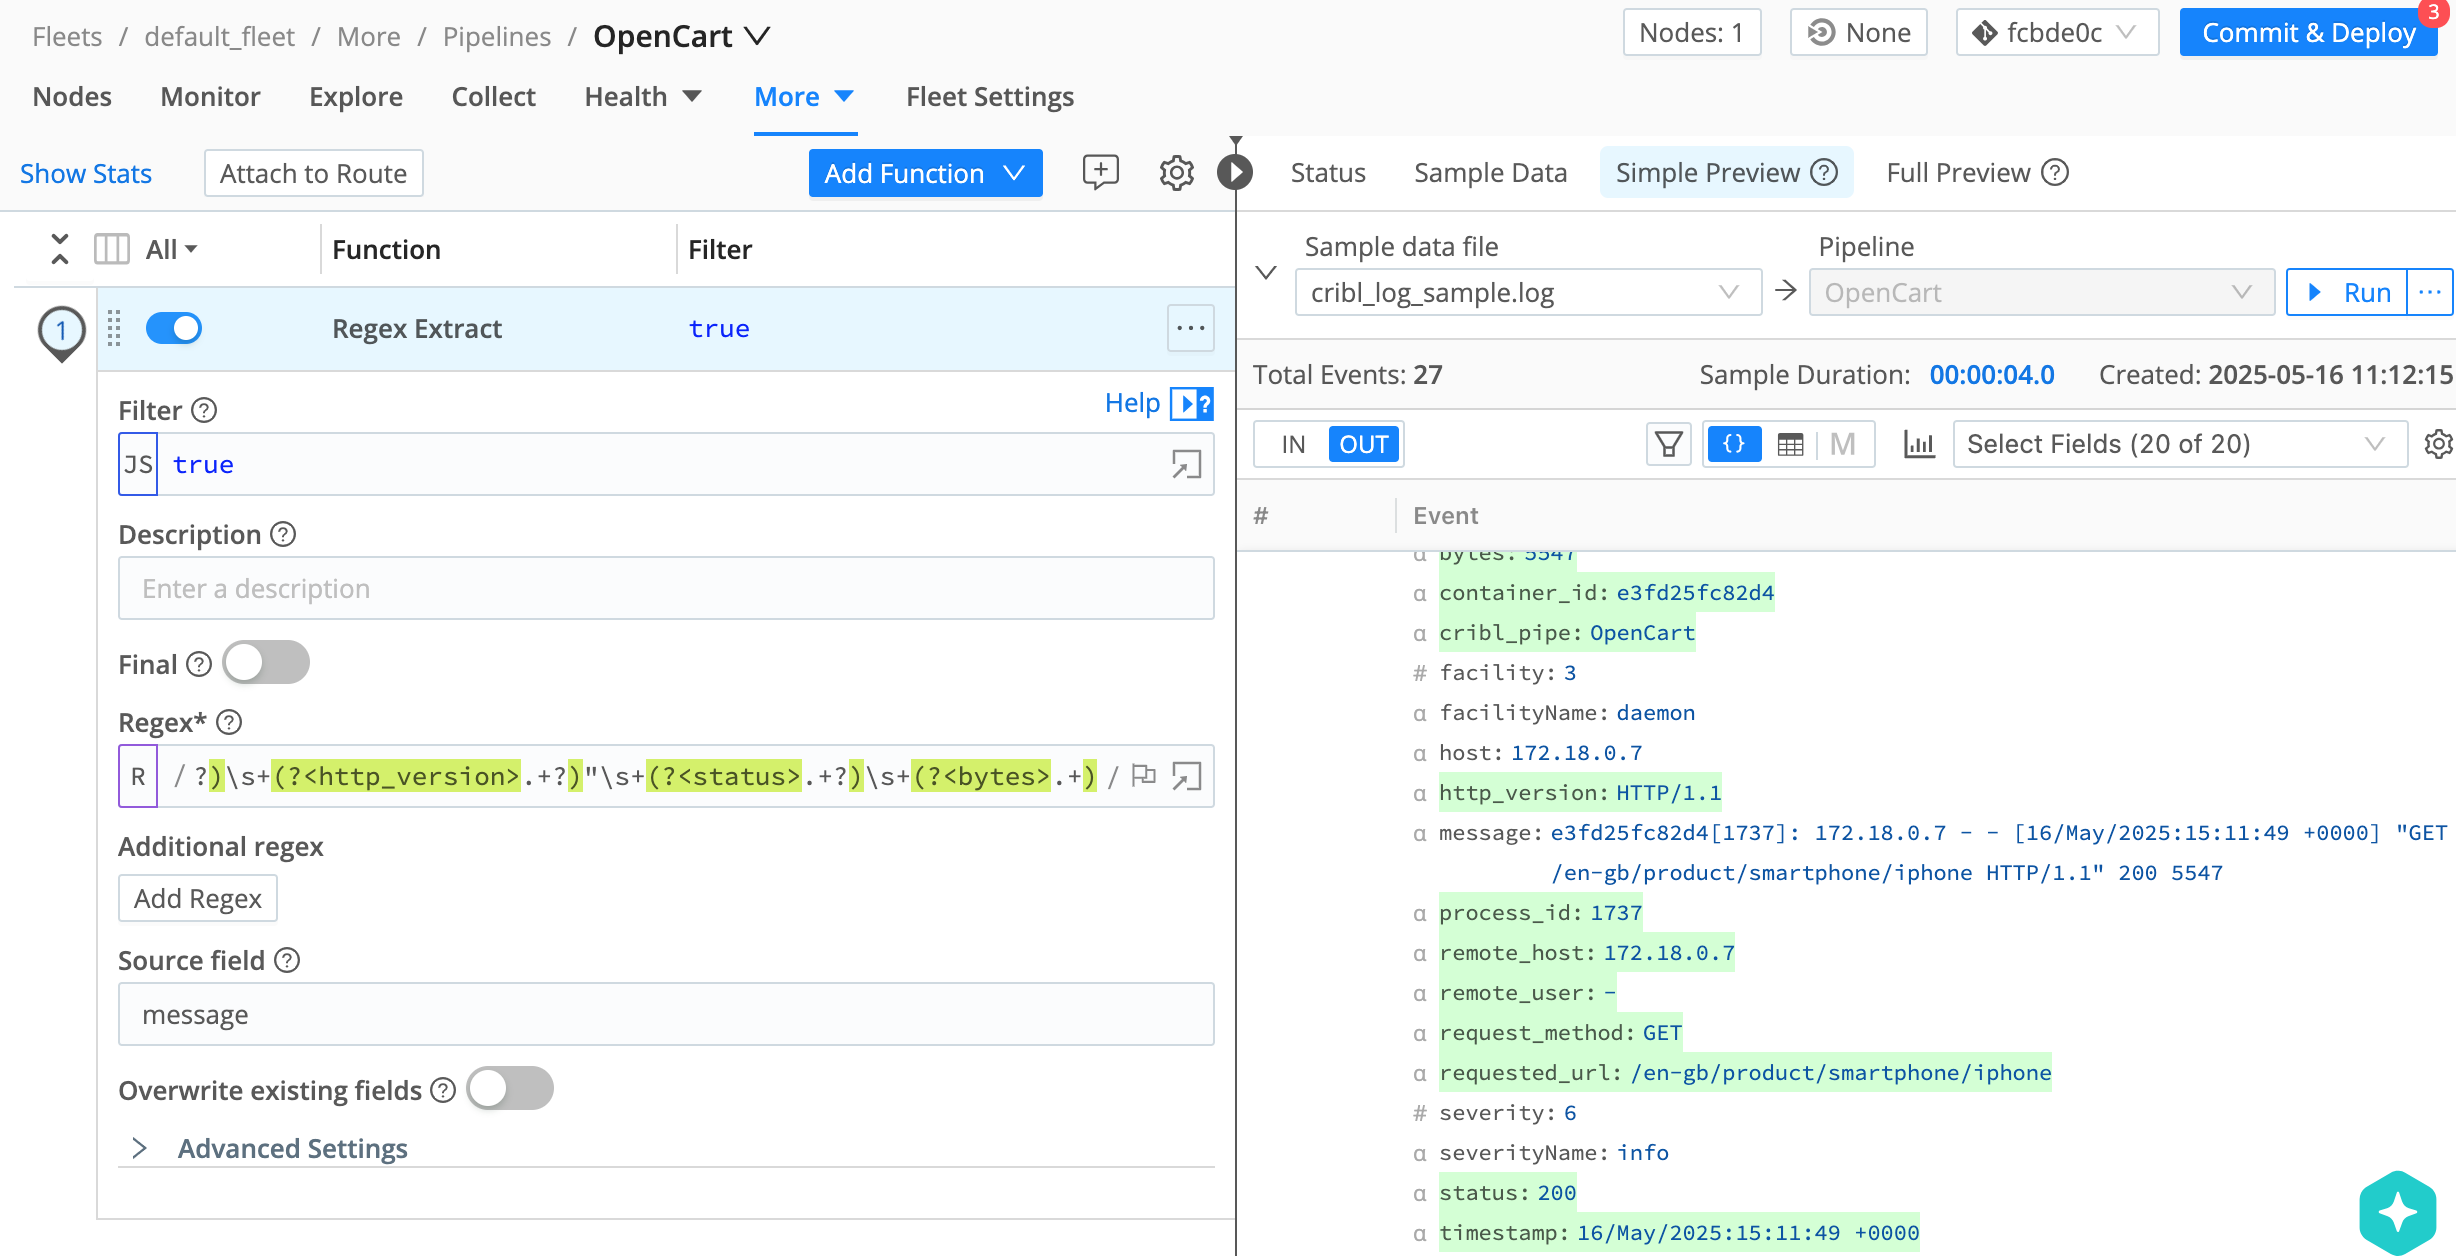 Fleets / default_fleet / More / Pipelines / OpenCart
Nodes: 1
None
fcbde0c
Commit & Deploy
3
Nodes
Monitor
Explore
Collect
Health
More
Fleet Settings
Show Stats
Attach to Route
Add Function
Status
Sample Data
Simple Preview ?
Full Preview ?
All
Function
Filter
1
Regex Extract
true
...
Filter ?
Help ?
JS
true
Description ?
Enter a description
Final ?
Regex* ?
R
/ ?)\s+(?<http_version>.+?)"\s+(?<status>.+?)\s+(?<bytes>.+) /
Additional regex
Add Regex
Source field ?
message
Overwrite existing fields ?
Advanced Settings
Sample data file
cribl_log_sample.log
Pipeline
OpenCart
Run
...
Total Events: 27
Sample Duration: 00:00:04.0
Created: 2025-05-16 11:12:15
IN
OUT
{}
M
Select Fields (20 of 20)
#
Event
α bytes: 5547
α container_id: e3fd25fc82d4
α cribl_pipe: OpenCart
# facility: 3
α facilityName: daemon
α host: 172.18.0.7
α http_version: HTTP/1.1
α message: e3fd25fc82d4[1737]: 172.18.0.7 - - [16/May/2025:15:11:49 +0000] "GET
/en-gb/product/smartphone/iphone HTTP/1.1" 200 5547
α process_id: 1737
α remote_host: 172.18.0.7
α remote_user: -
α request_method: GET
α requested_url: /en-gb/product/smartphone/iphone
# severity: 6
α severityName: info
α status: 200
α timestamp: 16/May/2025:15:11:49 +0000